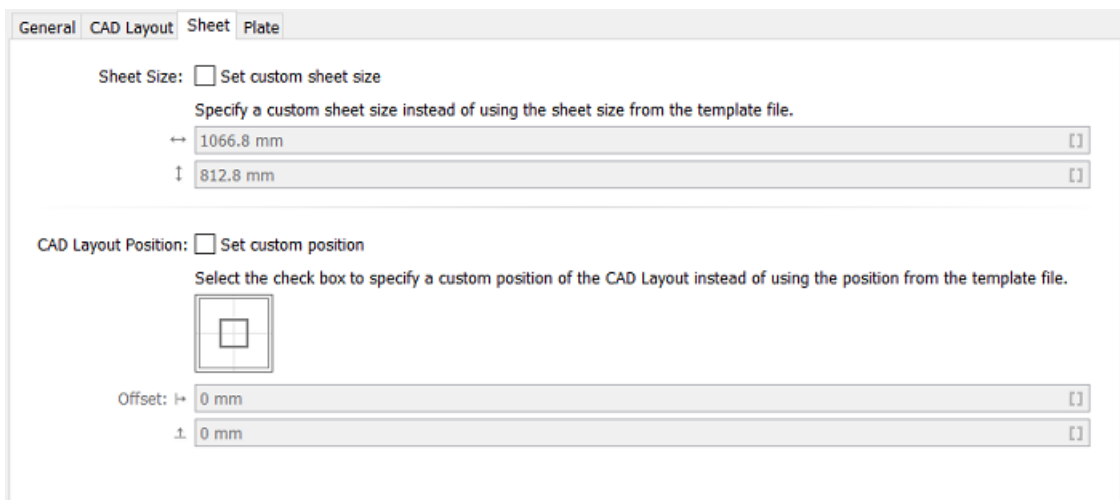 General CAD Layout Sheet Plate
Sheet Size: Set custom sheet size
Specify a custom sheet size instead of using the sheet size from the template file.
1066.8 mm []
812.8 mm []
CAD Layout Position: Set custom position
Select the check box to specify a custom position of the CAD Layout instead of using the position from the template file.
Offset: 0 mm []
0 mm []